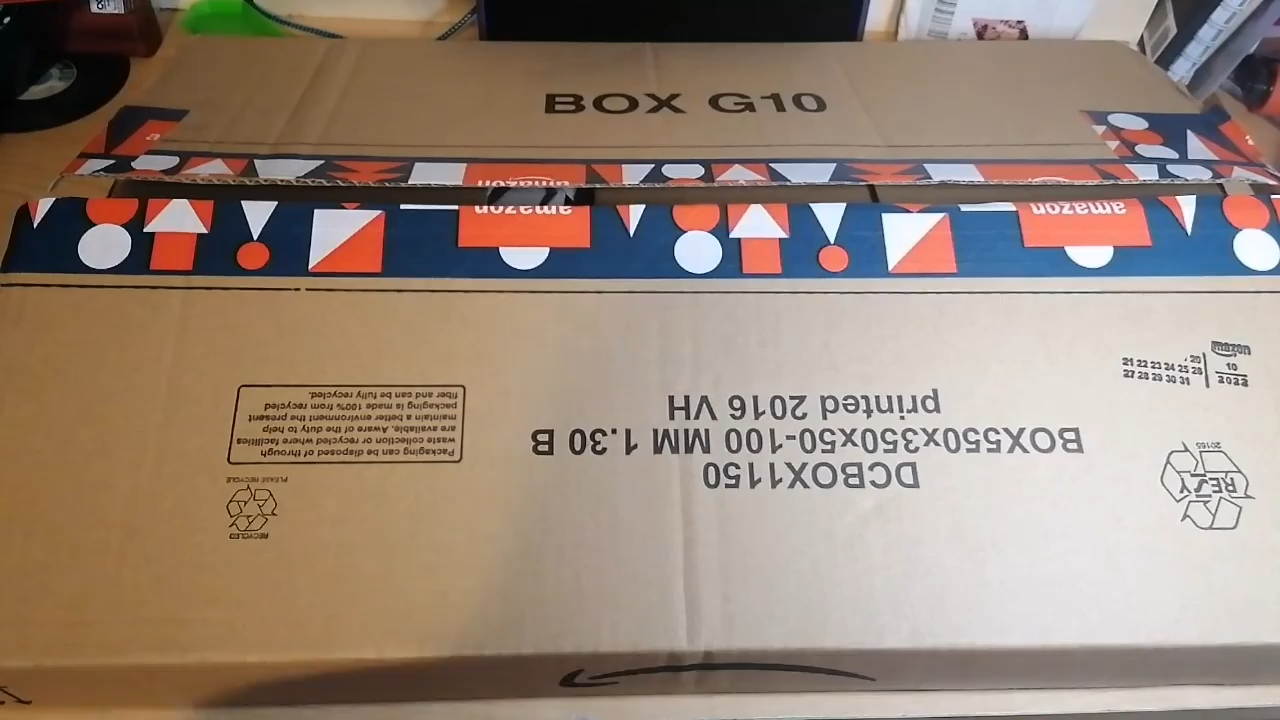 BOX G10
amazon
amazon
amazon
DCBOX1150
BOX550x350x50-100 MM 1.30 B
printed 2016 VH
Packaging can be disposed of through
waste collection or recycled where facilities
are available. Aware of the duty to help
maintain a better environment the present
packaging is made 100% from recycled
fiber and can be fully recycled.
RECYCLED
PLEASE RECYCLE
RESY
20165
2022
10
amazon
27 28 29 30 31
21 22 23 24 25 26
20